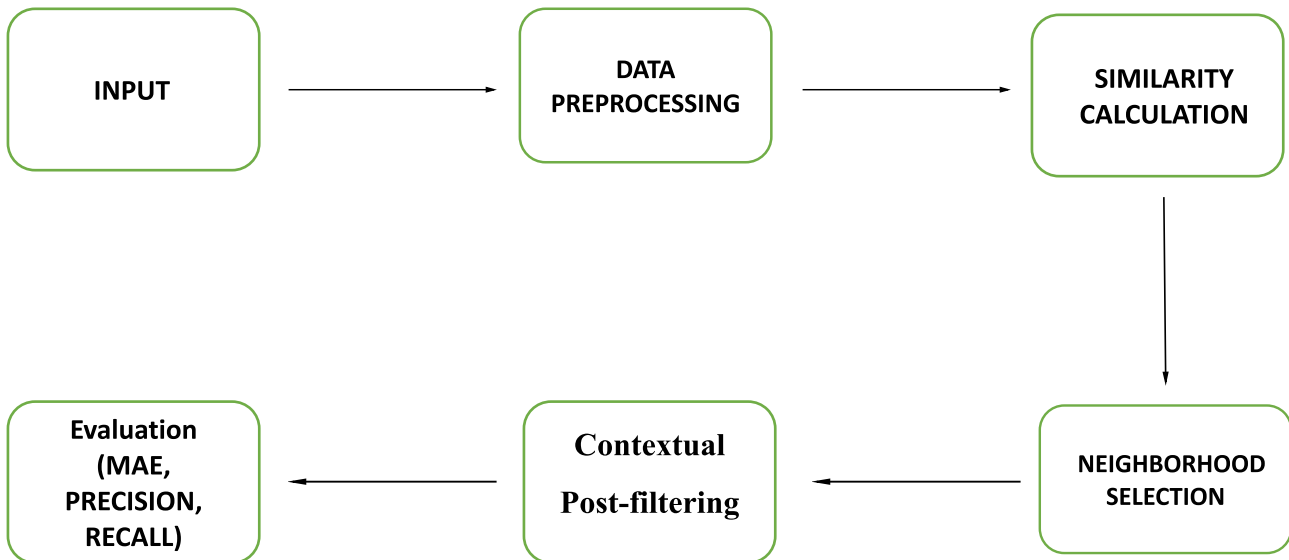 INPUT
DATA
PREPROCESSING
SIMILARITY
CALCULATION
NEIGHBORHOOD
SELECTION
Contextual
Post-filtering
Evaluation
(MAE,
PRECISION,
RECALL)